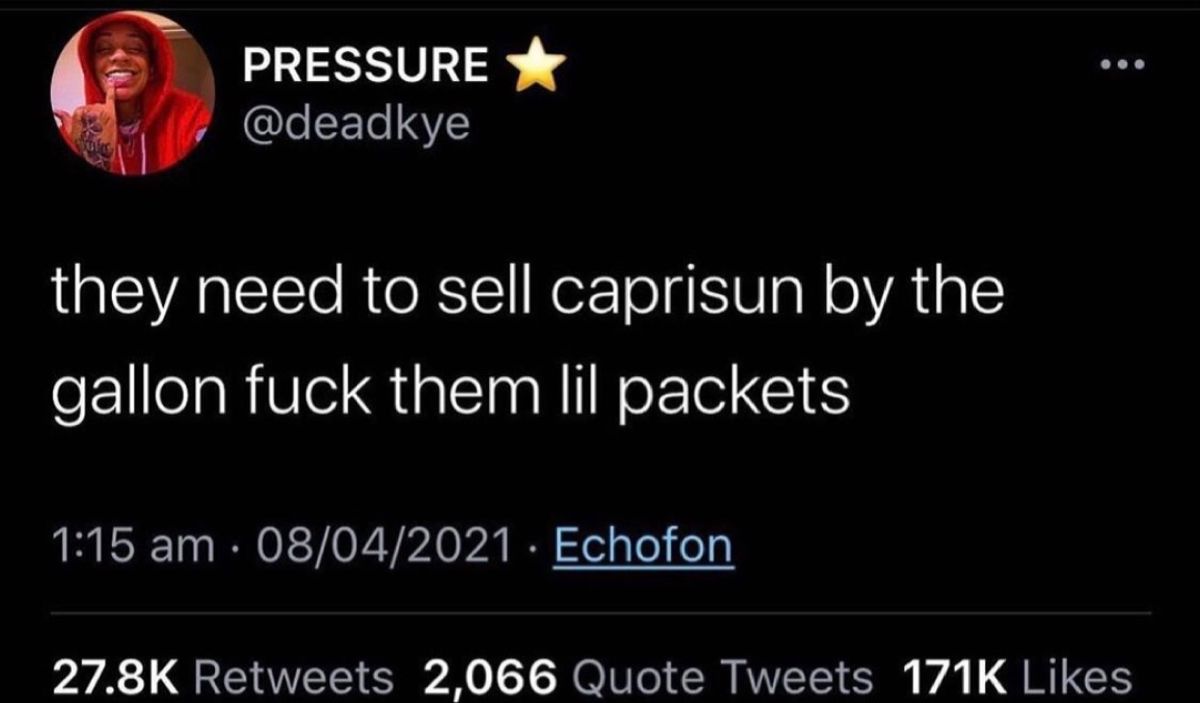 PRESSURE ⭐
@deadkye
they need to sell caprisun by the
gallon fuck them lil packets
1:15 am · 08/04/2021 · Echofon
27.8K Retweets 2,066 Quote Tweets 171K Likes